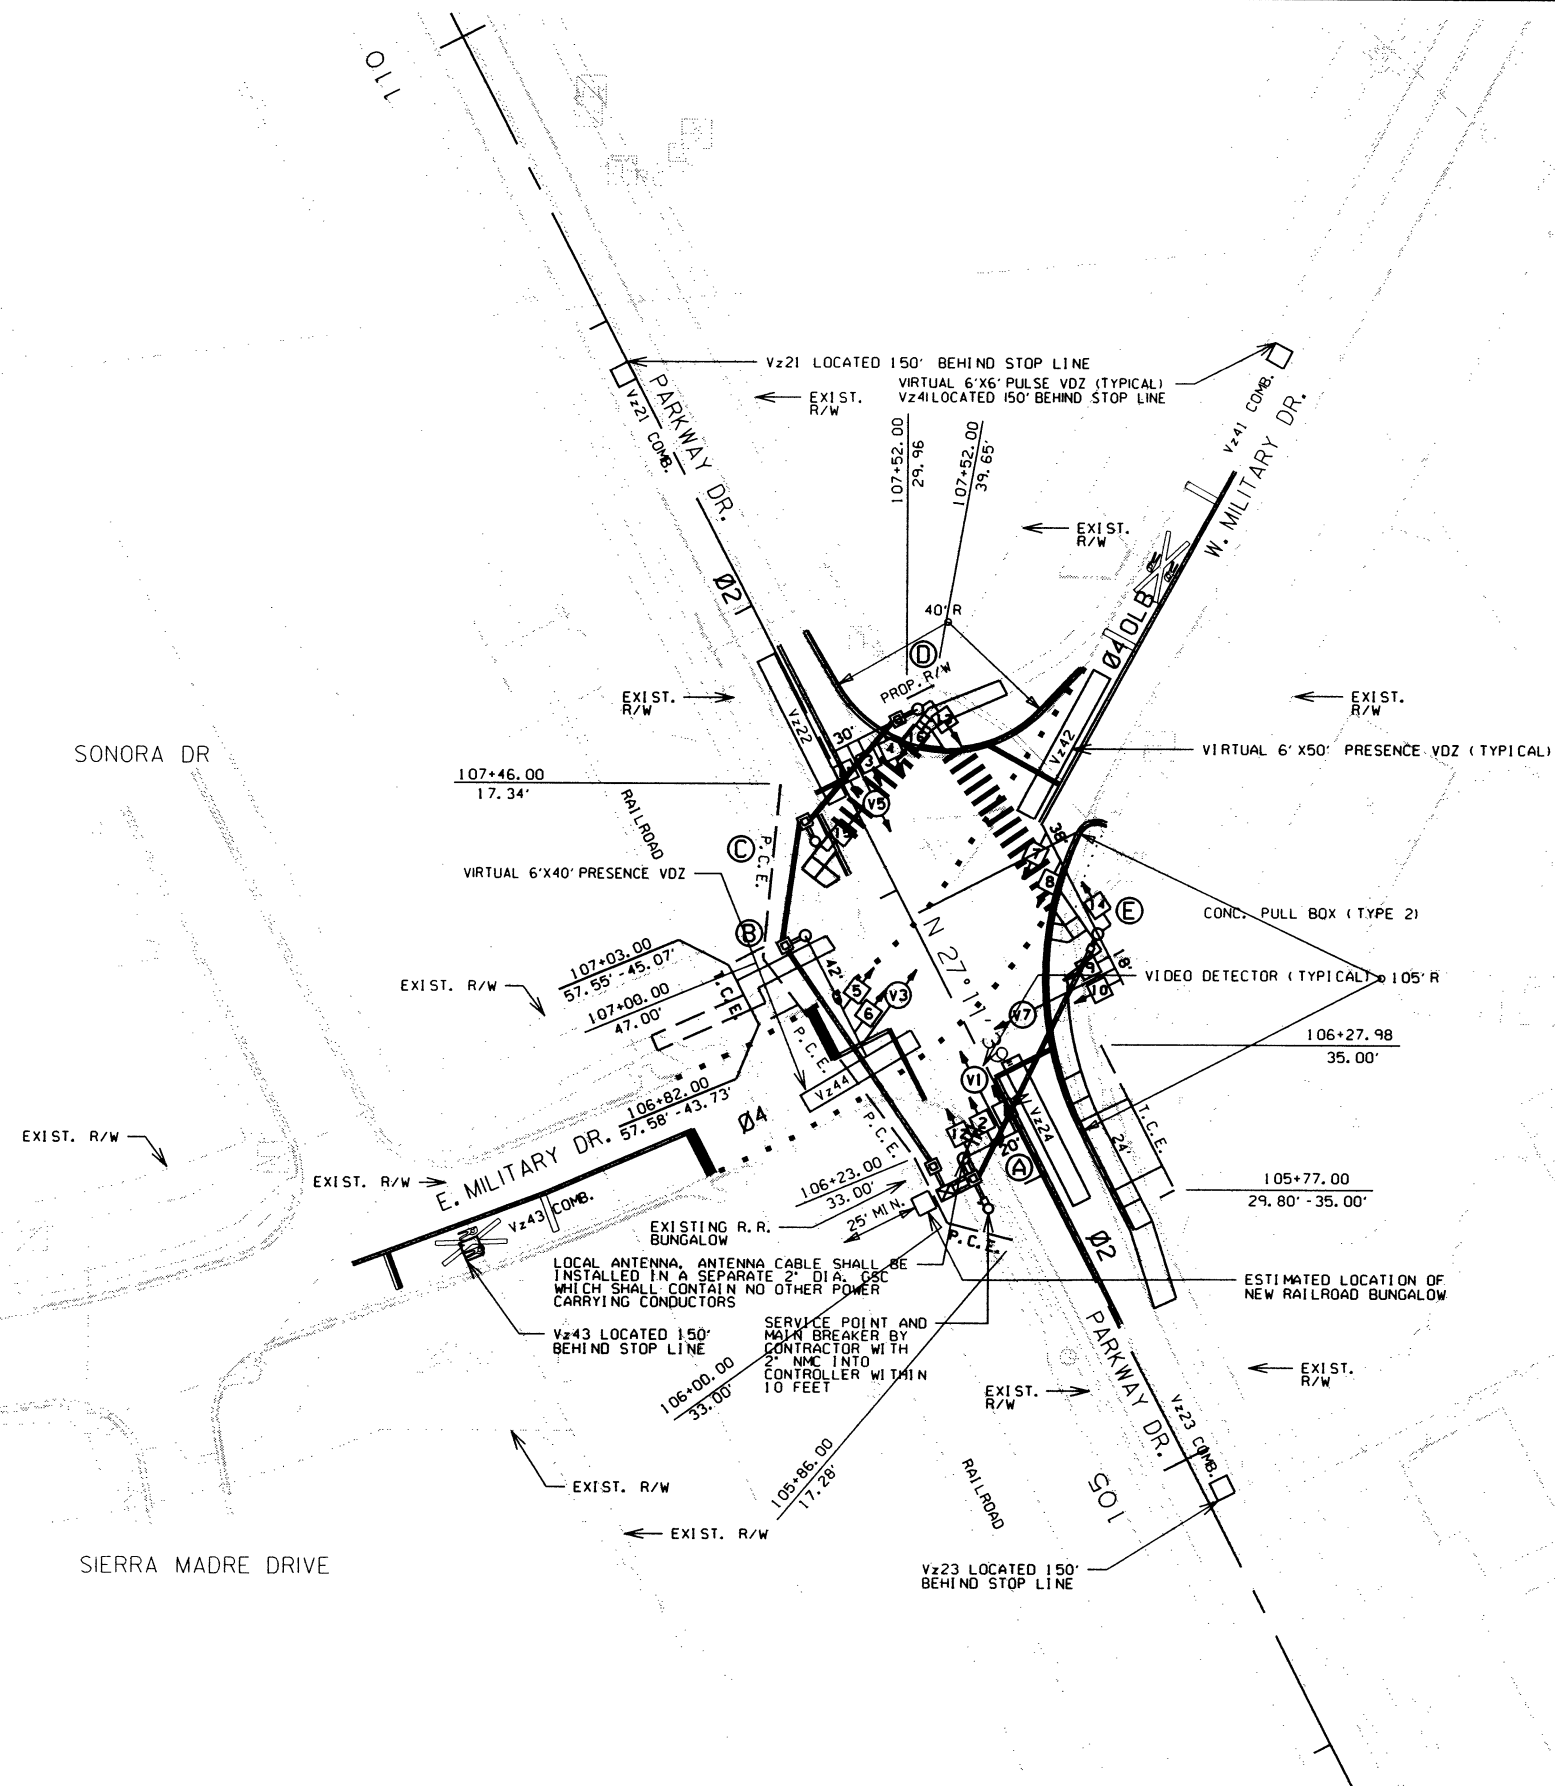 110
Vz21 LOCATED 150' BEHIND STOP LINE
VIRTUAL 6'X6' PULSE VDZ (TYPICAL)
Vz41 LOCATED 150' BEHIND STOP LINE
EXIST.
R/W
PARKWAY DR.
Vz21 COMB.
Vz41 COMB.
W. MILITARY DR.
107+52.00
29.96
107+52.00
39.65'
EXIST.
R/W
Ø2
40' R
Ø4 OLB
D
PROP. R/W
EXIST.
R/W
EXIST.
R/W
Vz22
Vz42
30'
SONORA DR
VIRTUAL 6'X50' PRESENCE VDZ (TYPICAL)
107+46.00
17.34'
RAILROAD
V5
C
P.C.E.
VIRTUAL 6'X40' PRESENCE VDZ
7
8
E
CONC. PULL BOX (TYPE 2)
B
N 27°
42'
18'
107+03.00
57.55' -45.07'
EXIST. R/W
T.C.E.
107+00.00
47.00'
5
6
V3
V7
10
VIDEO DETECTOR (TYPICAL)
105' R
P.C.E.
106+27.98
35.00'
V1
Vz44
Vz24
106+82.00
57.58' -43.73'
Ø4
P.C.E.
T.C.E.
24'
EXIST. R/W
E. MILITARY DR.
A
EXIST. R/W
Vz43 COMB.
106+23.00
33.00'
25' MIN.
105+77.00
29.80' -35.00'
EXISTING R.R.
BUNGALOW
P.C.E.
Ø2
LOCAL ANTENNA. ANTENNA CABLE SHALL BE
INSTALLED IN A SEPARATE 2" DIA. GSC
WHICH SHALL CONTAIN NO OTHER POWER
CARRYING CONDUCTORS
ESTIMATED LOCATION OF
NEW RAILROAD BUNGALOW
SERVICE POINT AND
MAIN BREAKER BY
CONTRACTOR WITH
2" NMC INTO
CONTROLLER WITHIN
10 FEET
Vz43 LOCATED 150'
BEHIND STOP LINE
PARKWAY DR.
106+00.00
33.00'
EXIST.
R/W
EXIST.
R/W
Vz23 COMB.
105+86.00
17.28'
RAILROAD
105
EXIST. R/W
EXIST. R/W
SIERRA MADRE DRIVE
Vz23 LOCATED 150'
BEHIND STOP LINE